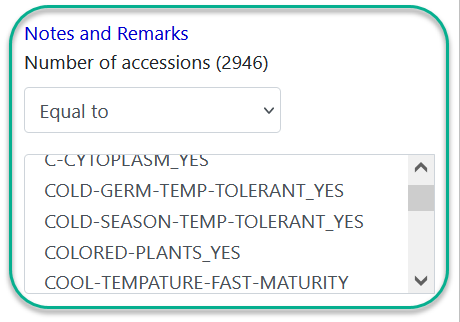 Notes and Remarks
Number of accessions (2946)
Equal to
C-CYTOPLASM_YES
COLD-GERM-TEMP-TOLERANT_YES
COLD-SEASON-TEMP-TOLERANT_YES
COLORED-PLANTS_YES
COOL-TEMPATURE-FAST-MATURITY